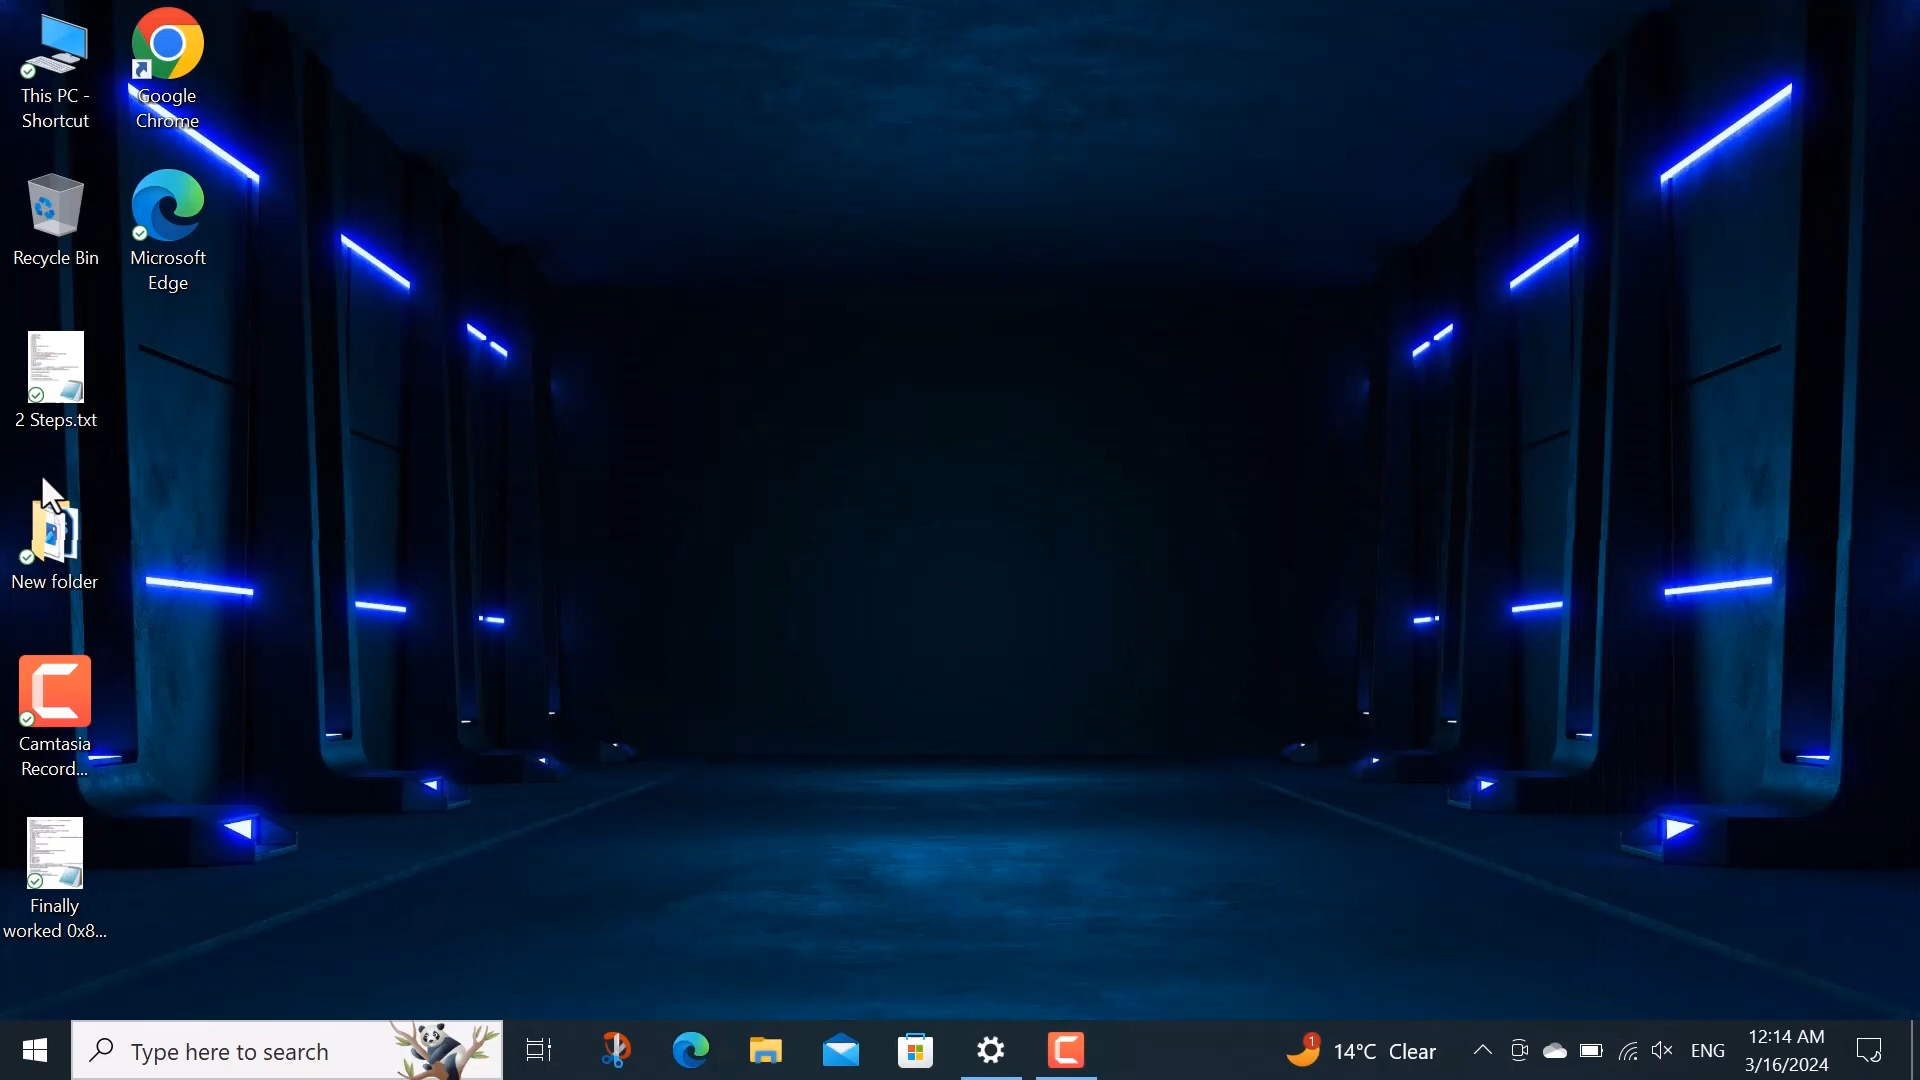 This PC -
Shortcut
Google
Chrome
Recycle Bin
Microsoft
Edge
2 Steps.txt
New folder
Camtasia
Record...
Finally
worked 0x8...
Type here to search
1
14°C Clear
ENG
12:14 AM
3/16/2024